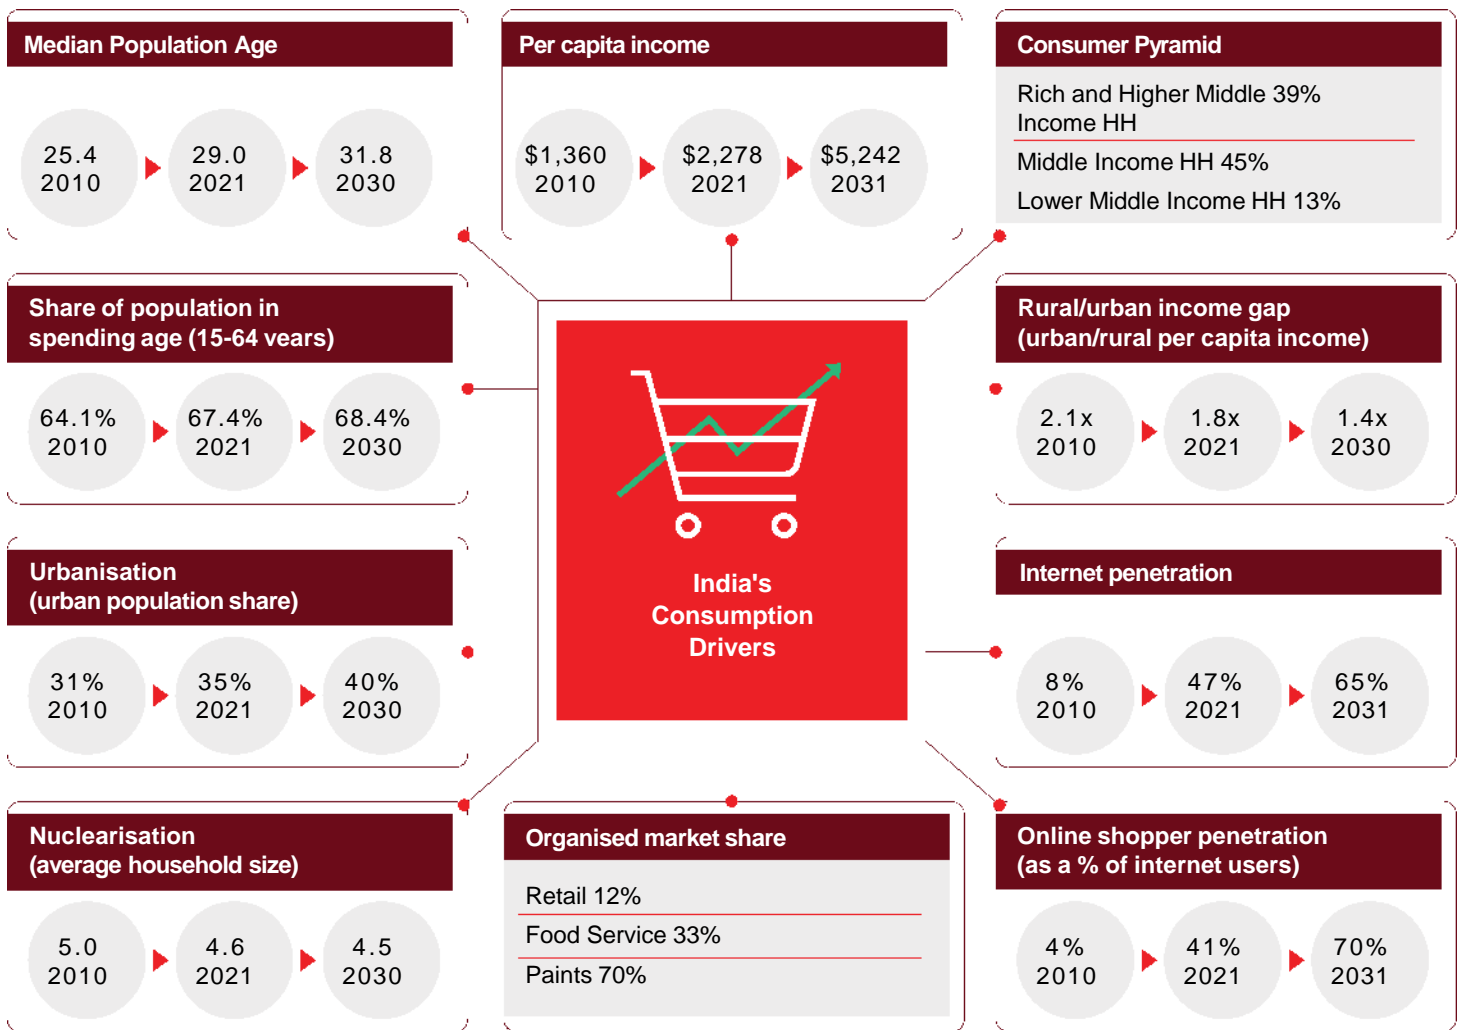 Median Population Age
25.4
2010
29.0
2021
31.8
2030
Per capita income
$1,360
2010
$2,278
2021
$5,242
2031
Consumer Pyramid
Rich and Higher Middle 39%
Income HH
Middle Income HH 45%
Lower Middle Income HH 13%
Share of population in
spending age (15-64 years)
64.1%
2010
67.4%
2021
68.4%
2030
Rural/urban income gap
(urban/rural per capita income)
2.1x
2010
1.8x
2021
1.4x
2030
India's
Consumption
Drivers
Urbanisation
(urban population share)
31%
2010
35%
2021
40%
2030
Internet penetration
8%
2010
47%
2021
65%
2031
Nuclearisation
(average household size)
5.0
2010
4.6
2021
4.5
2030
Organised market share
Retail 12%
Food Service 33%
Paints 70%
Online shopper penetration
(as a % of internet users)
4%
2010
41%
2021
70%
2031